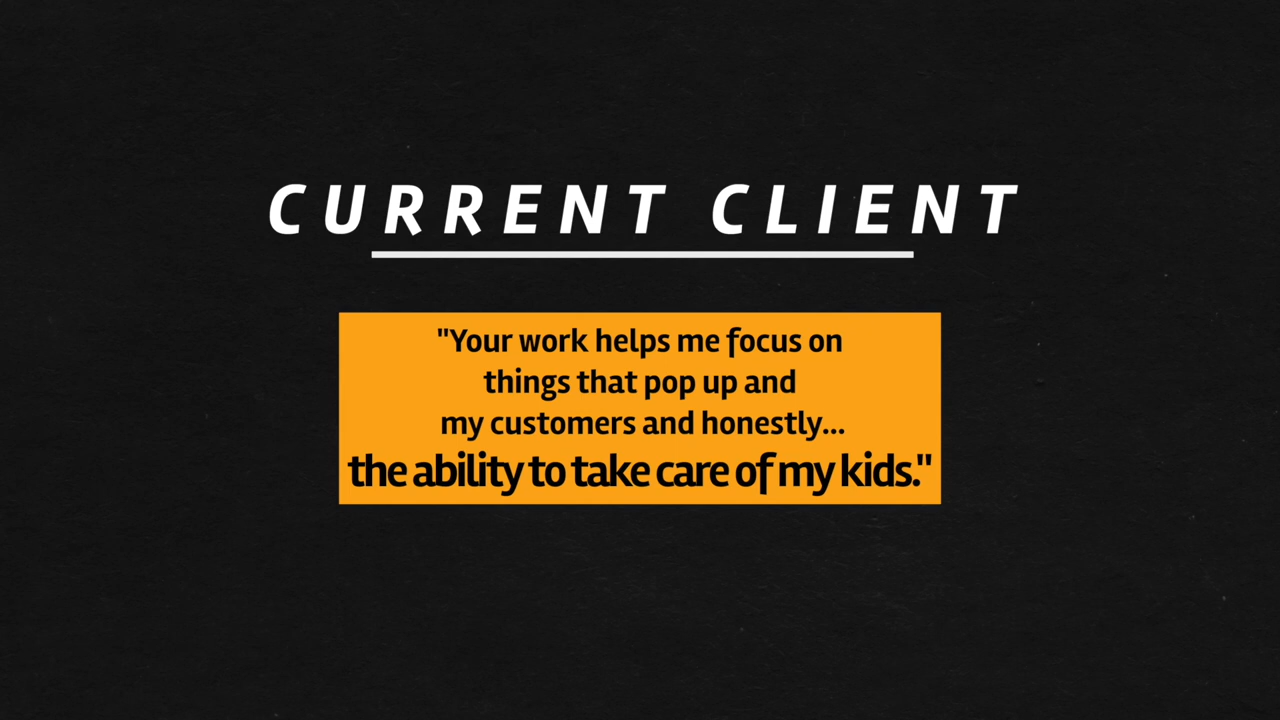 CURRENT CLIENT
"Your work helps me focus on
things that pop up and
my customers and honestly...
the ability to take care of my kids."